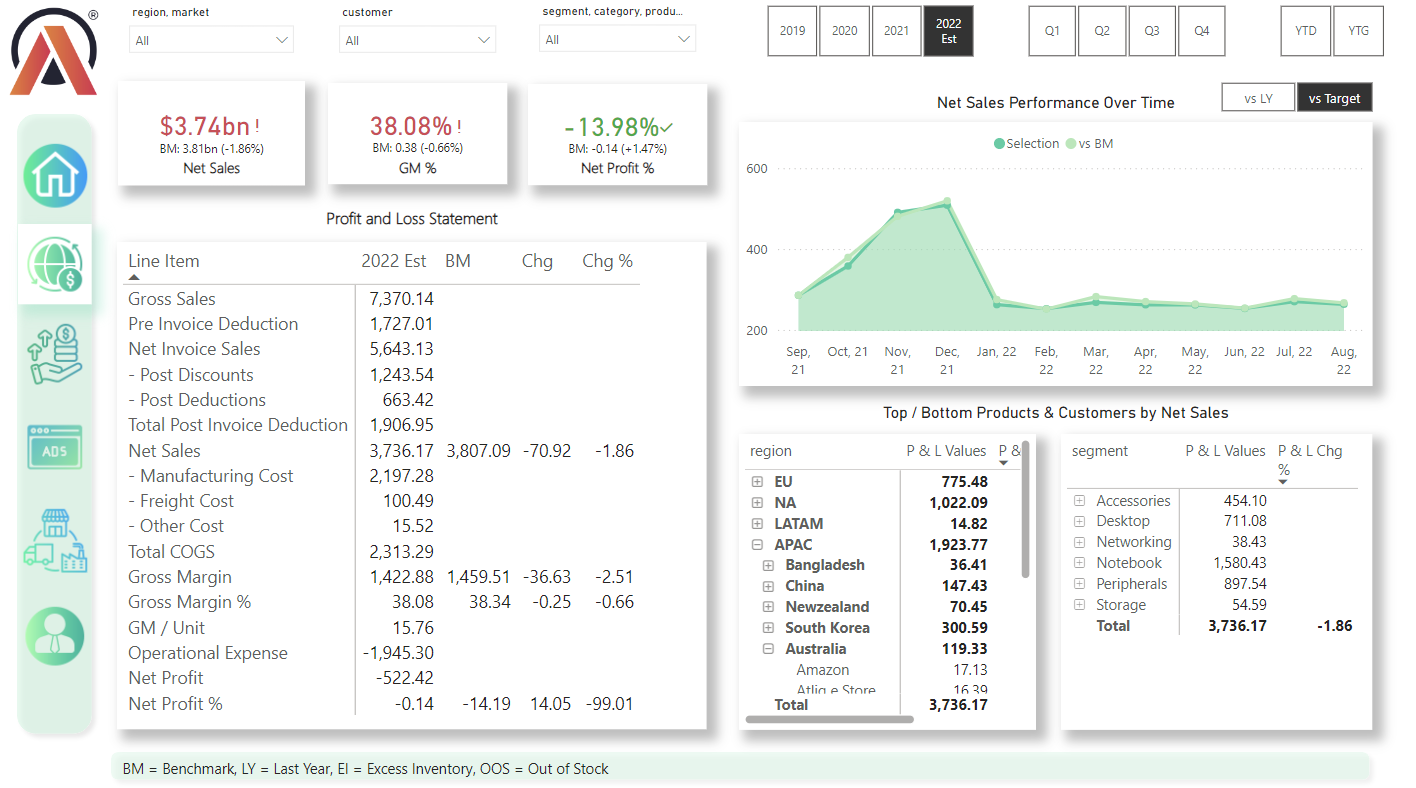 ®
region, market
All
customer
All
segment, category, produ...
All
2019
2020
2021
2022
Est
Q1
Q2
Q3
Q4
YTD
YTG
$3.74bn !
BM: 3.81bn (-1.86%)
Net Sales
38.08% !
BM: 0.38 (-0.66%)
GM %
-13.98%
BM: -0.14 (+1.47%)
Net Profit %
Net Sales Performance Over Time
vs LY
vs Target
Selection vs BM
600
400
200
Sep, 21
Oct, 21
Nov, 21
Dec, 21
Jan, 22
Feb, 22
Mar, 22
Apr, 22
May, 22
Jun, 22
Jul, 22
Aug, 22
ADS
Profit and Loss Statement
Line Item 2022 Est BM Chg Chg %
Gross Sales 7,370.14
Pre Invoice Deduction 1,727.01
Net Invoice Sales 5,643.13
- Post Discounts 1,243.54
- Post Deductions 663.42
Total Post Invoice Deduction 1,906.95
Net Sales 3,736.17 3,807.09 -70.92 -1.86
- Manufacturing Cost 2,197.28
- Freight Cost 100.49
- Other Cost 15.52
Total COGS 2,313.29
Gross Margin 1,422.88 1,459.51 -36.63 -2.51
Gross Margin % 38.08 38.34 -0.25 -0.66
GM / Unit 15.76
Operational Expense -1,945.30
Net Profit -522.42
Net Profit % -0.14 -14.19 14.05 -99.01
Top / Bottom Products & Customers by Net Sales
region P & L Values P &
EU 775.48
NA 1,022.09
LATAM 14.82
APAC 1,923.77
Bangladesh 36.41
China 147.43
Newzealand 70.45
South Korea 300.59
Australia 119.33
Amazon 17.13
Atliq e Store 16.39
Total 3,736.17
segment P & L Values P & L Chg
%
Accessories 454.10
Desktop 711.08
Networking 38.43
Notebook 1,580.43
Peripherals 897.54
Storage 54.59
Total 3,736.17 -1.86
BM = Benchmark, LY = Last Year, EI = Excess Inventory, OOS = Out of Stock